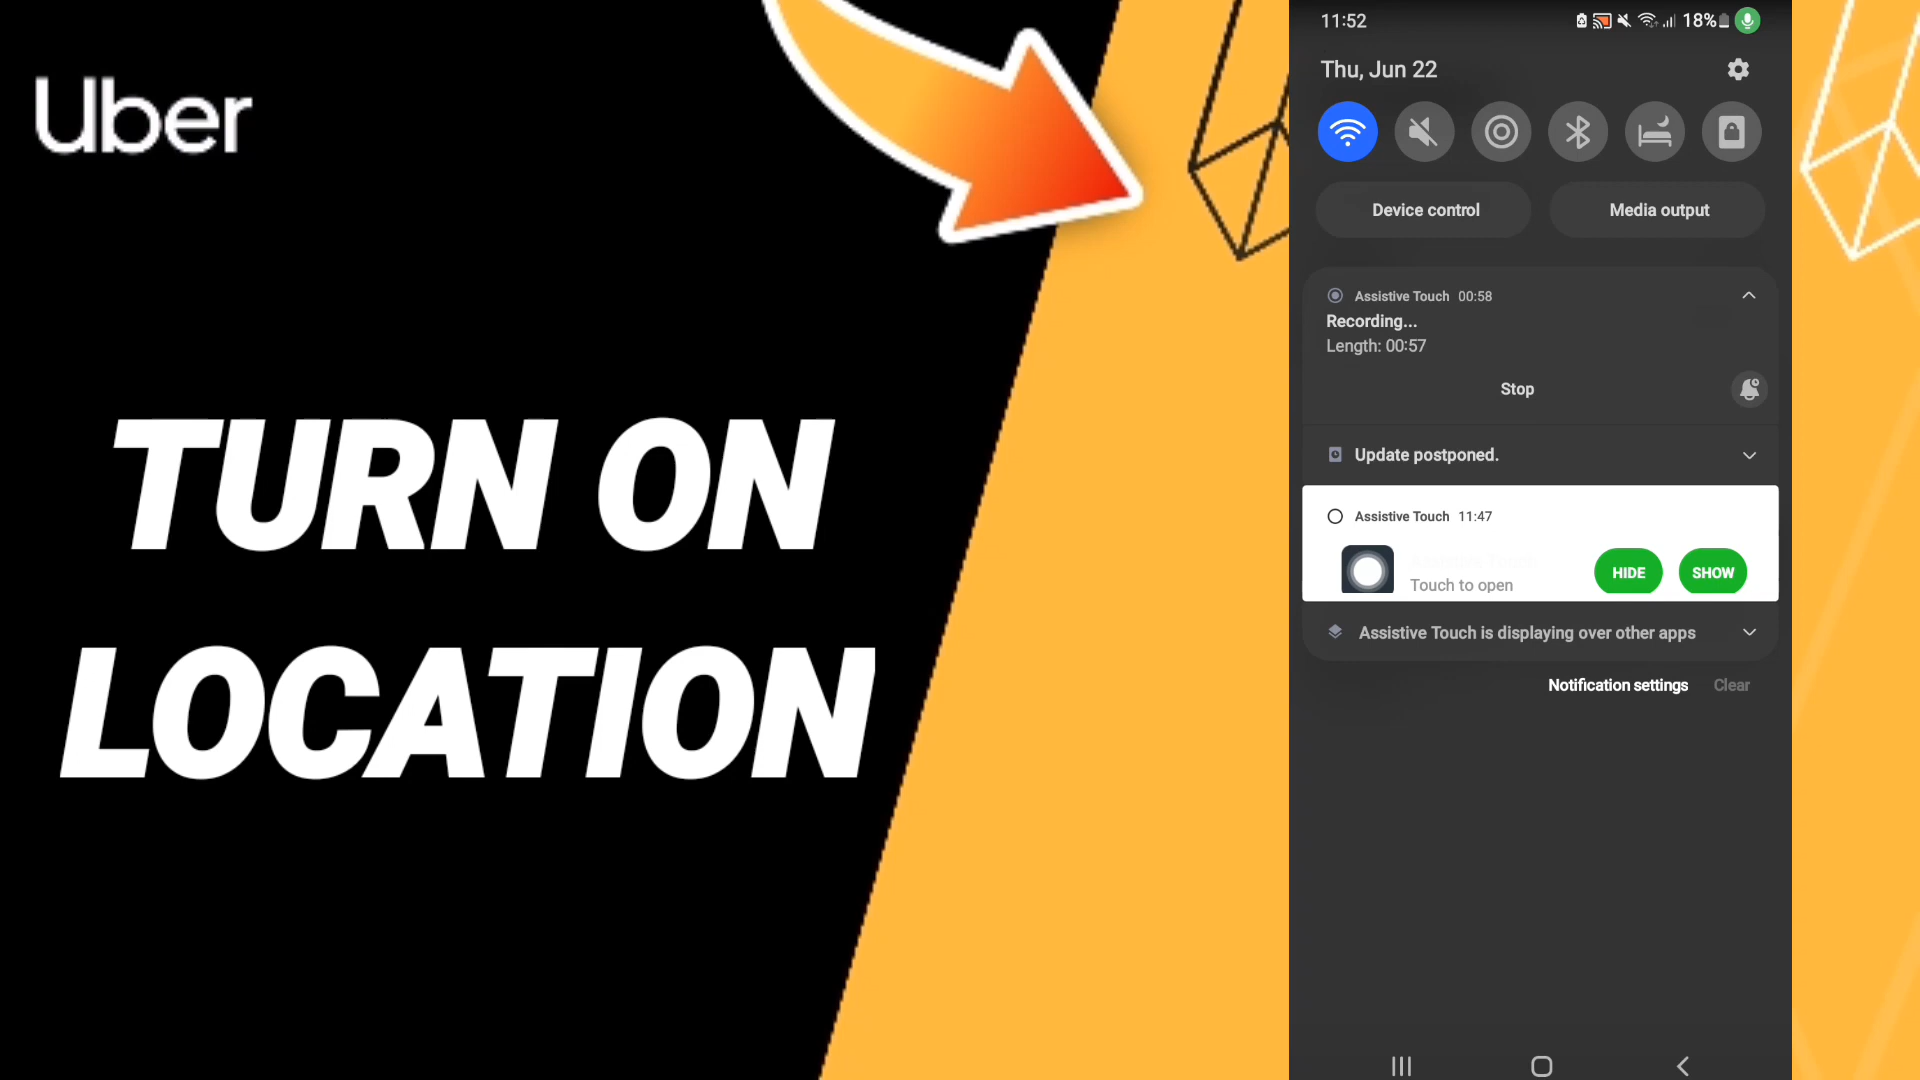 Uber
TURN ON
LOCATION
11:52
18%
Thu, Jun 22
Device control
Media output
Assistive Touch 00:58
Recording...
Length: 00:57
Stop
Update postponed.
Assistive Touch 11:47
Touch to open
HIDE
SHOW
Assistive Touch is displaying over other apps
Notification settings
Clear